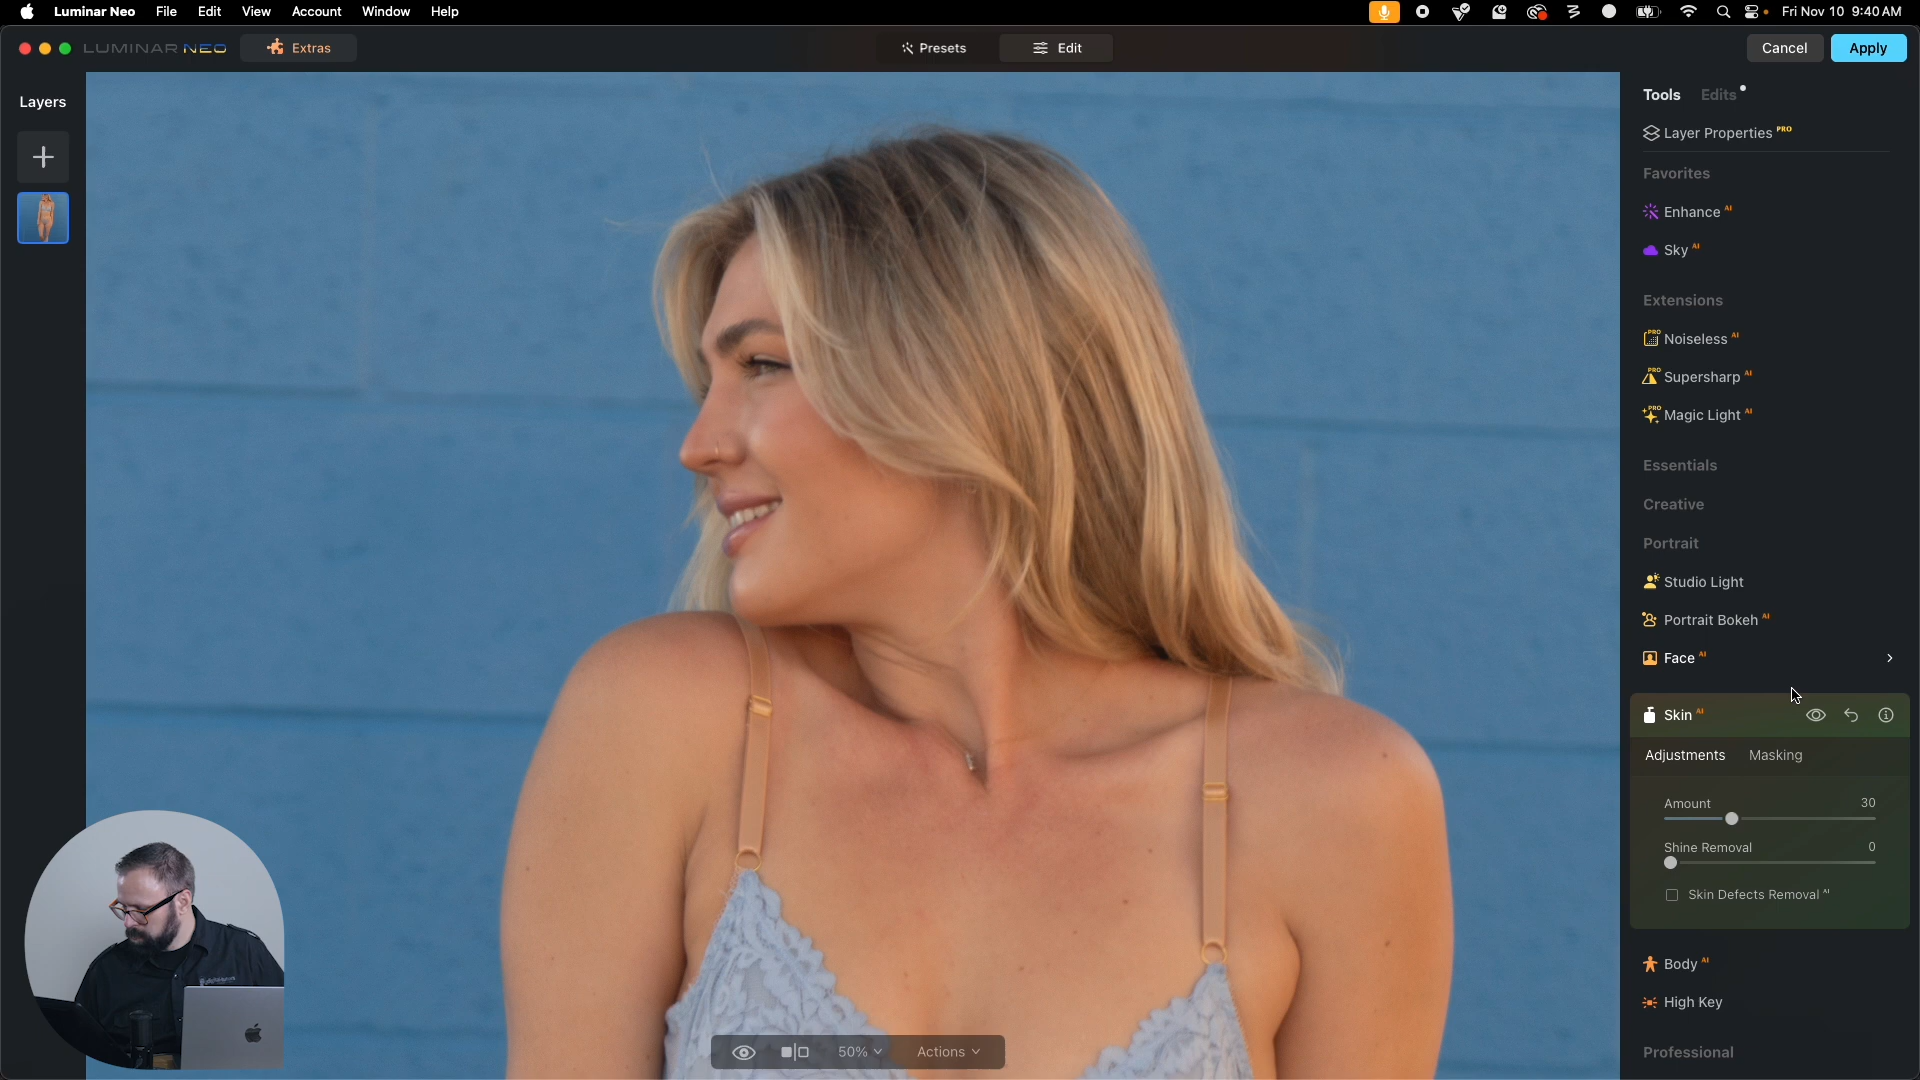 Luminar Neo File Edit View Account Window Help
Fri Nov 10 9:40 AM
LUMINAR NEO Extras
Presets Edit
Cancel Apply
Layers
Tools Edits
Layer Properties PRO
Favorites
Enhance AI
Sky AI
Extensions
PRO Noiseless AI
PRO Supersharp AI
PRO Magic Light AI
Essentials
Creative
Portrait
Studio Light
Portrait Bokeh AI
Face AI
Skin AI
Adjustments Masking
Amount 30
Shine Removal 0
Skin Defects Removal AI
Body AI
High Key
Professional
50% Actions